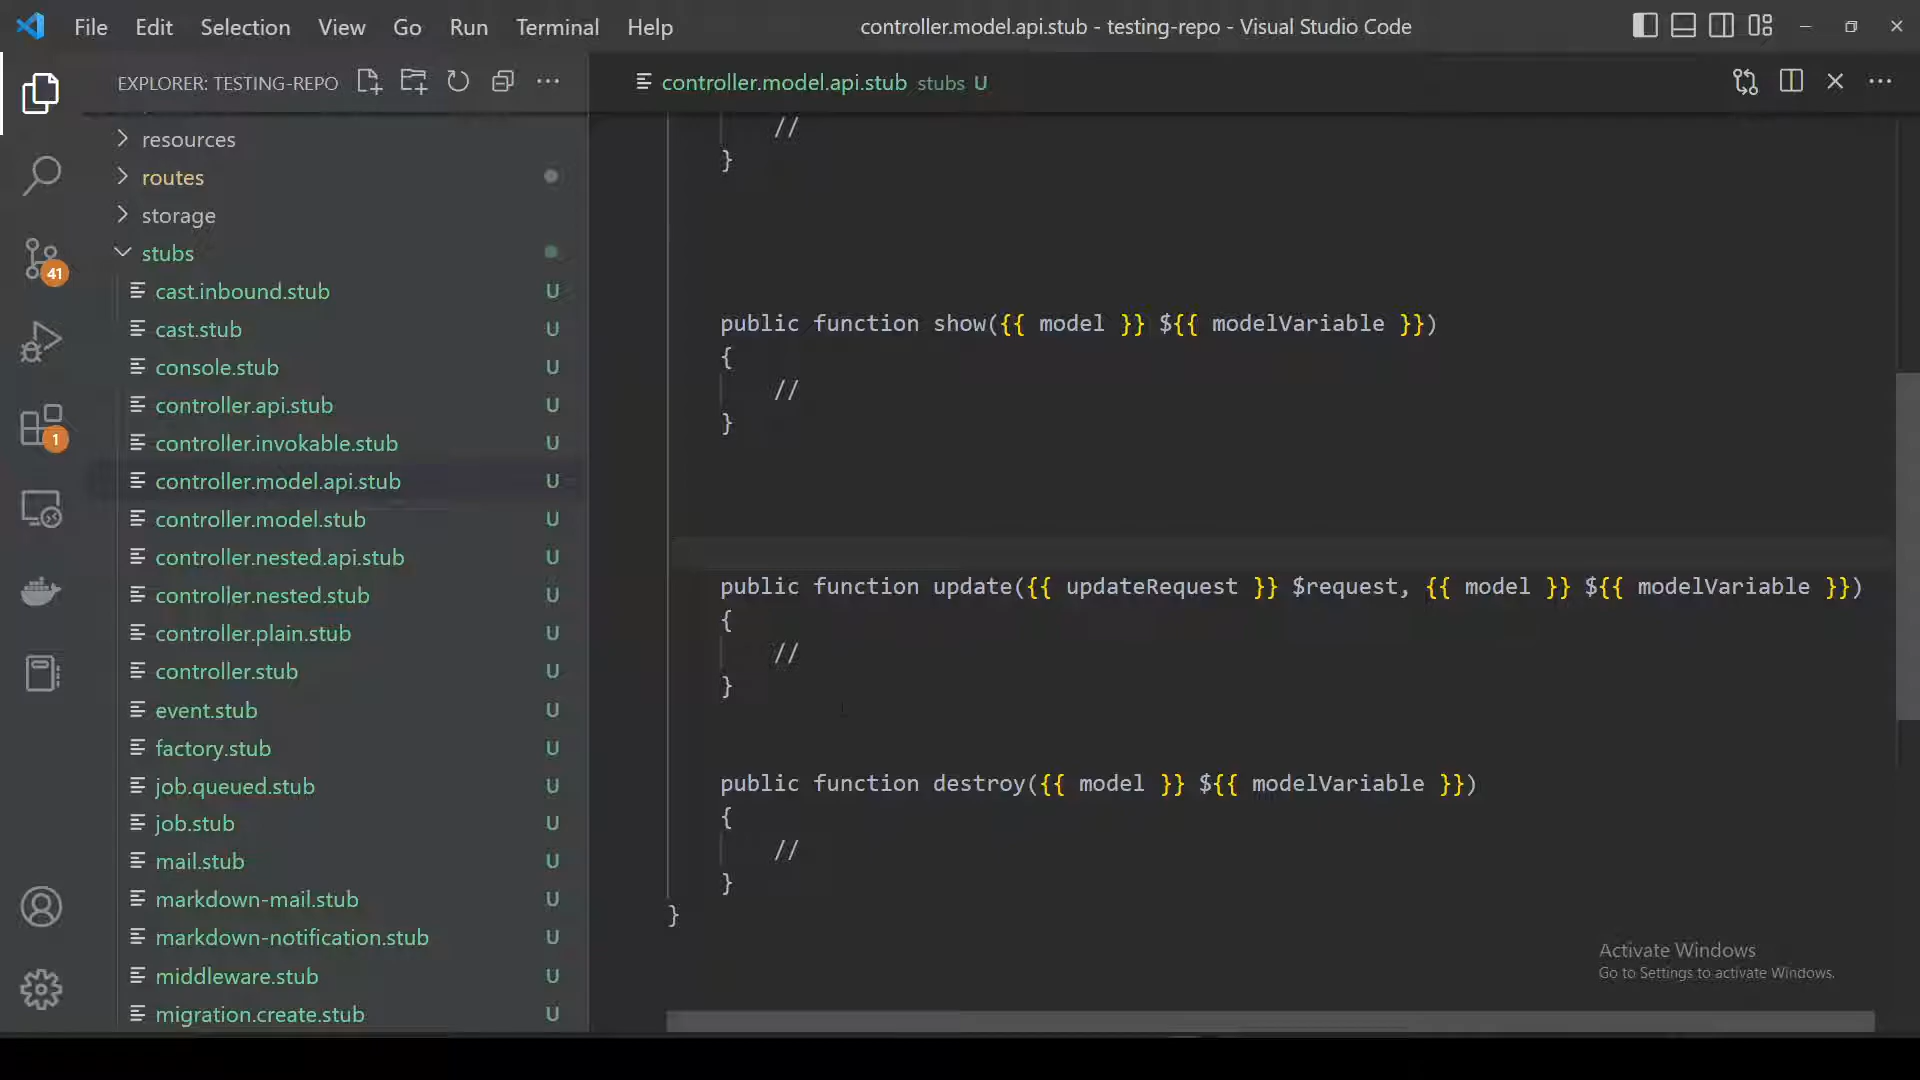 File Edit Selection View Go Run Terminal Help
controller.model.api.stub - testing-repo - Visual Studio Code
EXPLORER: TESTING-REPO
resources
routes
storage
stubs
cast.inbound.stub U
cast.stub U
console.stub U
controller.api.stub U
controller.invokable.stub U
controller.model.api.stub U
controller.model.stub U
controller.nested.api.stub U
controller.nested.stub U
controller.plain.stub U
controller.stub U
event.stub U
factory.stub U
job.queued.stub U
job.stub U
mail.stub U
markdown-mail.stub U
markdown-notification.stub U
middleware.stub U
migration.create.stub U
41
1
controller.model.api.stub stubs U
//
}
public function show({{ model }} ${{ modelVariable }})
{
//
}
public function update({{ updateRequest }} $request, {{ model }} ${{ modelVariable }})
{
//
}
public function destroy({{ model }} ${{ modelVariable }})
{
//
}
}
Activate Windows
Go to Settings to activate Windows.